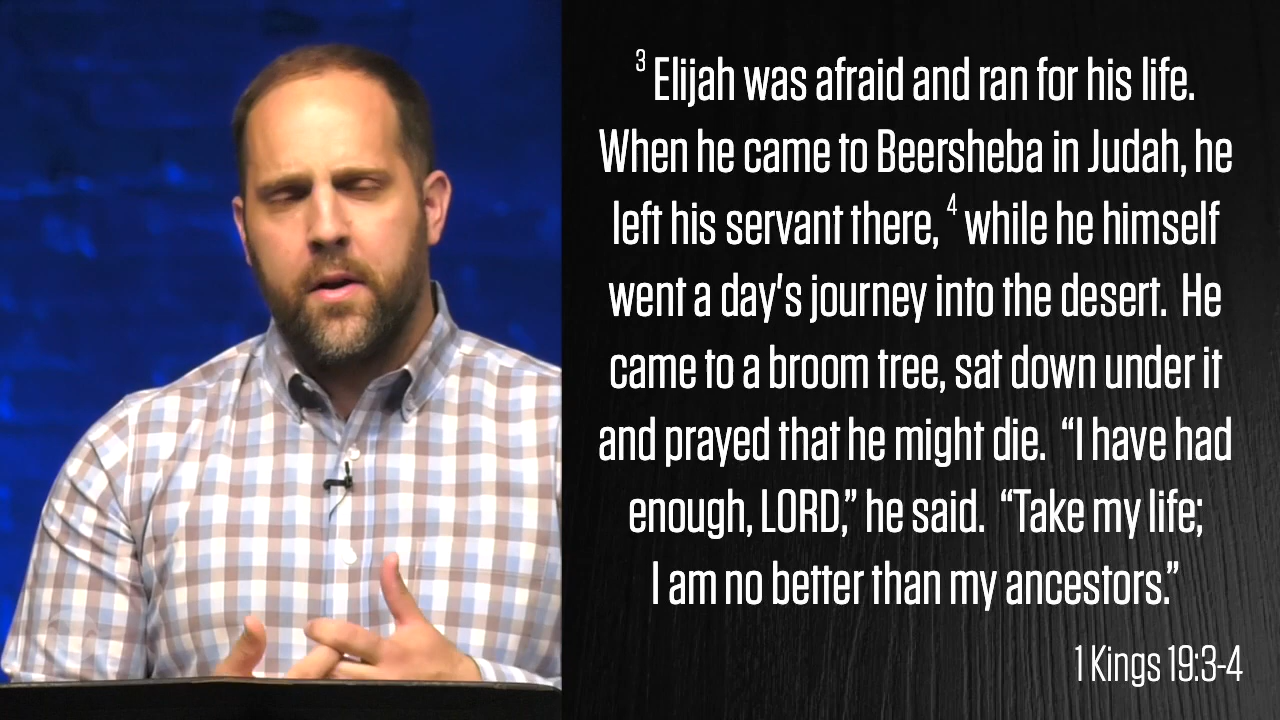 3 Elijah was afraid and ran for his life.
When he came to Beersheba in Judah, he
left his servant there, 4 while he himself
went a day's journey into the desert.  He
came to a broom tree, sat down under it
and prayed that he might die.  “I have had
enough, LORD,” he said.  “Take my life;
I am no better than my ancestors.”
1 Kings 19:3-4